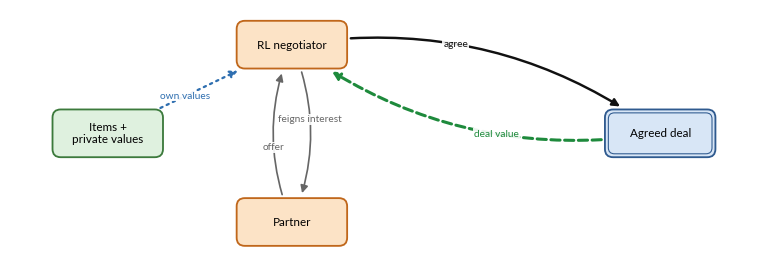 RL negotiator
agree
own values
feigns interest
Items +
private values
deal value
Agreed deal
offer
Partner